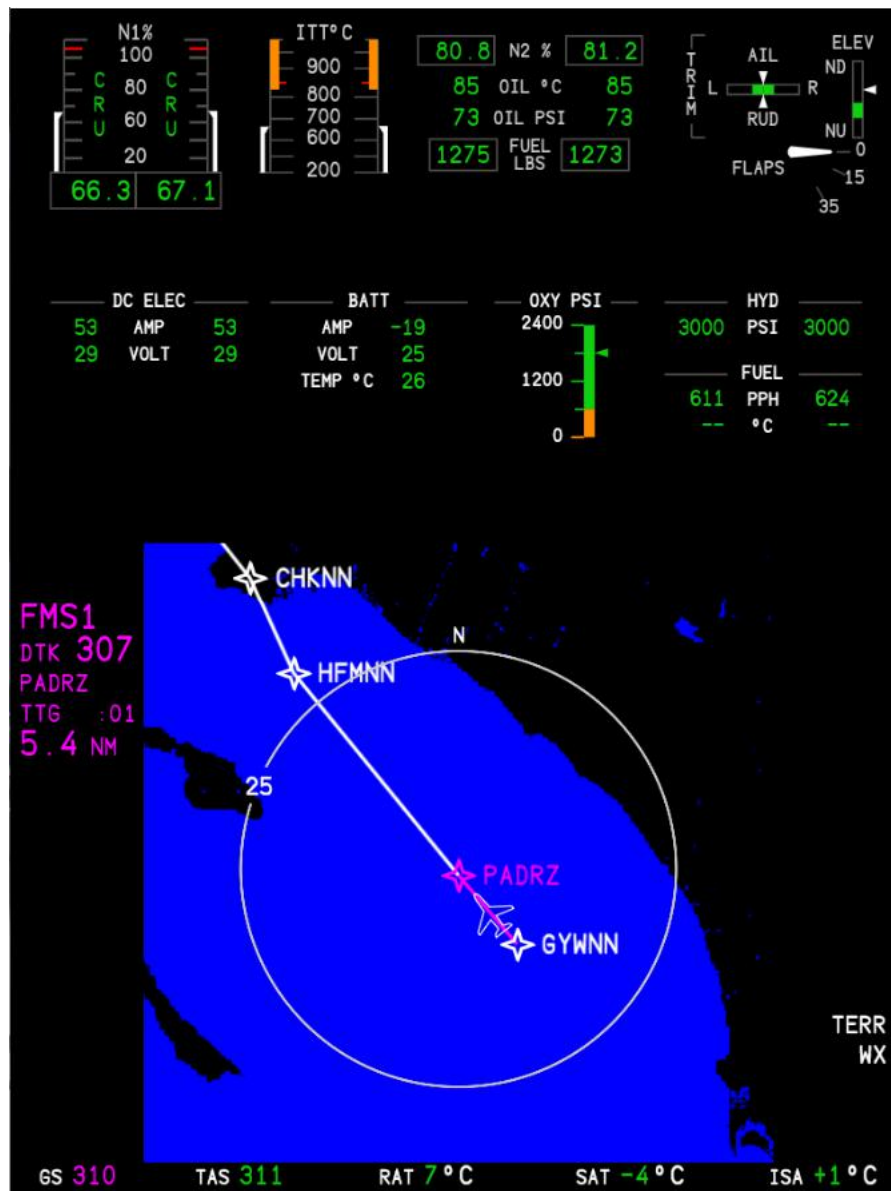 N1%
100
80
60
20
C R U
C R U
66.3 67.1
ITT°C
900
800
700
600
200
80.8 N2 % 81.2
85 OIL °C 85
73 OIL PSI 73
1275 FUEL LBS 1273
TRIM
AIL
L R
RUD
ELEV
ND
NU
FLAPS
0
15
35
DC ELEC
53 AMP 53
29 VOLT 29
BATT
AMP -19
VOLT 25
TEMP °C 26
OXY PSI
2400
1200
0
HYD
3000 PSI 3000
FUEL
611 PPH 624
-- °C --
FMS1
DTK 307
PADRZ
TTG :01
5.4 NM
CHKNN
N
HFMNN
25
PADRZ
GYWNN
TERR
WX
GS 310 TAS 311 RAT 7°C SAT -4°C ISA +1°C